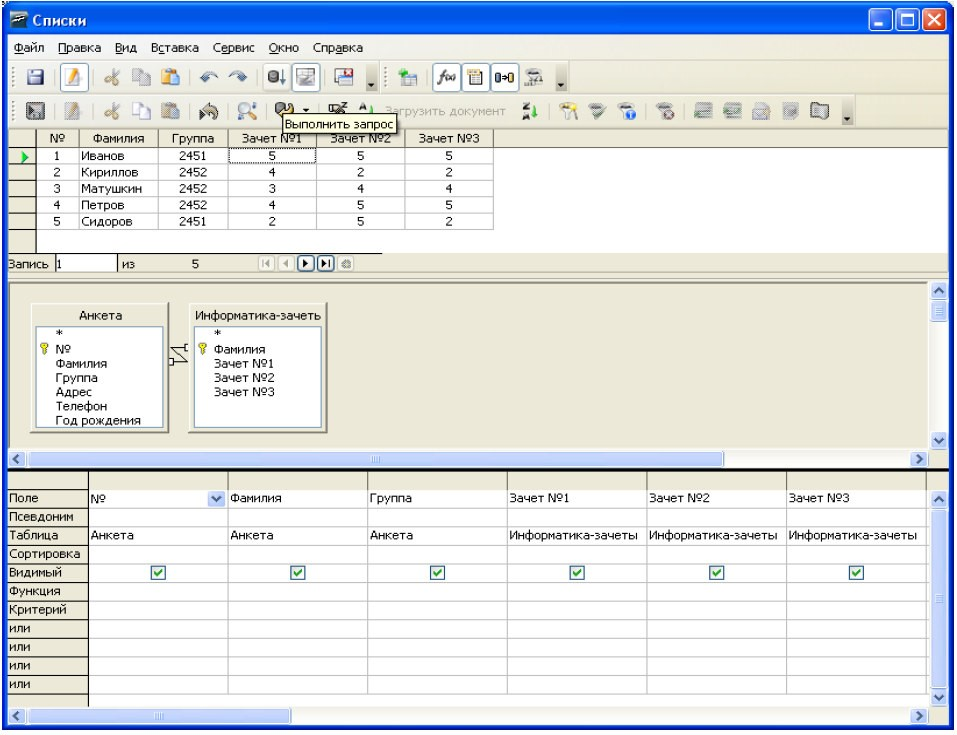 Списки
Файл Правка Вид Вставка Сервис Окно Справка
Загрузить документ
Выполнить запрос
№ Фамилия Группа Зачет №1 Зачет №2 Зачет №3
1 Иванов 2451 5 5 5
2 Кириллов 2452 4 2 2
3 Матушкин 2452 3 4 4
4 Петров 2452 4 5 5
5 Сидоров 2451 2 5 2
Запись 1 из 5
Анкета
*
№
Фамилия
Группа
Адрес
Телефон
Год рождения
Информатика-зачеть
*
Фамилия
Зачет №1
Зачет №2
Зачет №3
Поле № Фамилия Группа Зачет №1 Зачет №2 Зачет №3
Псевдоним
Таблица Анкета Анкета Анкета Информатика-зачеты Информатика-зачеты Информатика-зачеты
Сортировка
Видимый
Функция
Критерий
или
или
или
или